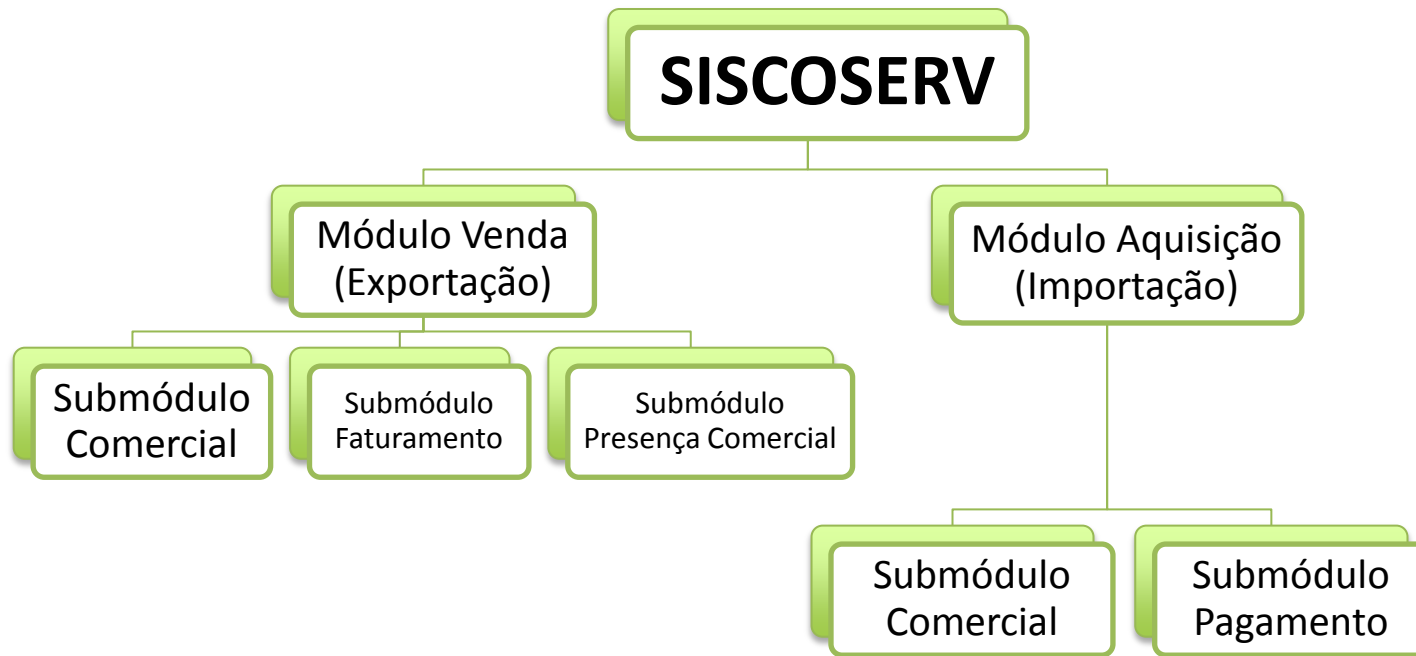 SISCOSERV
Módulo Venda
(Exportação)
Módulo Aquisição
(Importação)
Submódulo
Comercial
Submódulo
Faturamento
Submódulo
Presença Comercial
Submódulo
Comercial
Submódulo
Pagamento